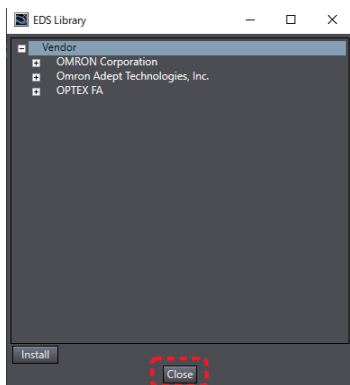 EDS Library
Vendor
OMRON Corporation
Omron Adept Technologies, Inc.
OPTEX FA
Install
Close